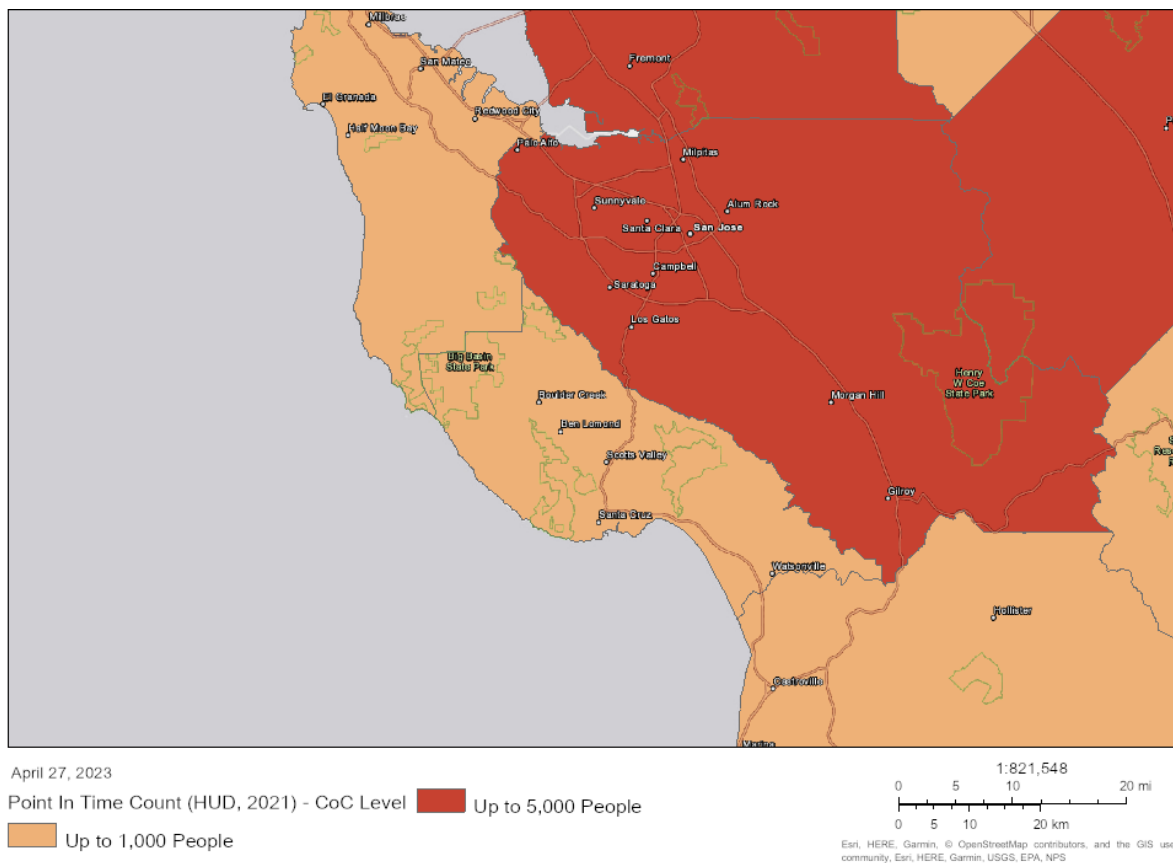 Millbrae
San Mateo
Fremont
El Granada
Redwood City
Half Moon Bay
Palo Alto
Milpitas
Sunnyvale
Alum Rock
Santa Clara
San Jose
Campbell
Saratoga
Los Gatos
Big Basin
State Park
Henry
W Coe
State Park
Boulder Creek
Morgan Hill
Ben Lomond
Scotts Valley
Gilroy
Santa Cruz
Watsonville
Hollister
Castroville
Marina
April 27, 2023
Point In Time Count (HUD, 2021) - CoC Level
Up to 5,000 People
Up to 1,000 People
1:821,548
0 5 10 20 mi
0 5 10 20 km
Esri, HERE, Garmin, © OpenStreetMap contributors, and the GIS
community, Esri, HERE, Garmin, USGS, EPA, NPS